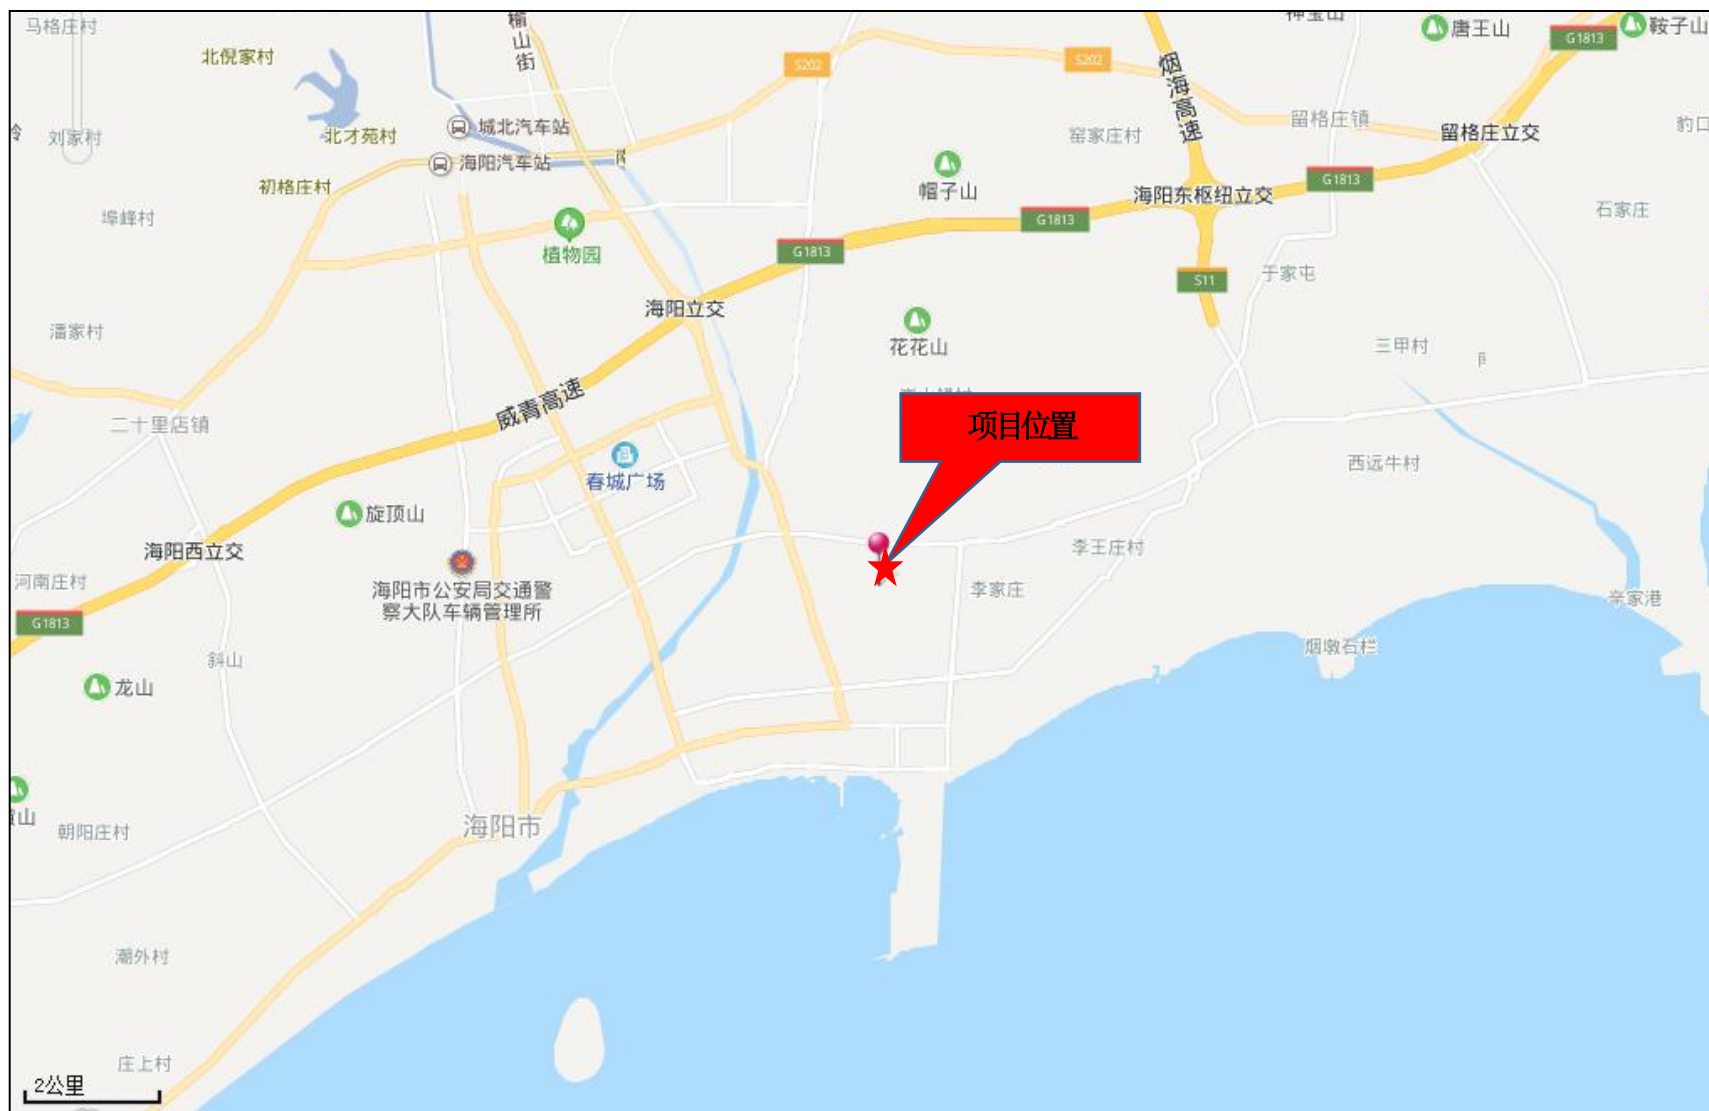 马格庄村
榆
山
街
唐王山
G1813
鞍子山
北倪家村
S202
S202
烟
海
高
速
城北汽车站
留格庄镇
刘家村
北才苑村
窑家庄村
留格庄立交
海阳汽车站
初格庄村
帽子山
海阳东枢纽立交
G1813
埠峰村
G1813
石家庄
植物园
G1813
S11
于家屯
海阳立交
潘家村
花花山
三甲村
威青高速
二十里店镇
项目位置
春城广场
西远牛村
旋顶山
海阳西立交
李王庄村
河南庄村
海阳市公安局交通警
察大队车辆管理所
李家庄
辛家港
G1813
烟墩石栏
斜山
龙山
山
朝阳庄村
海阳市
潮外村
庄上村
2公里